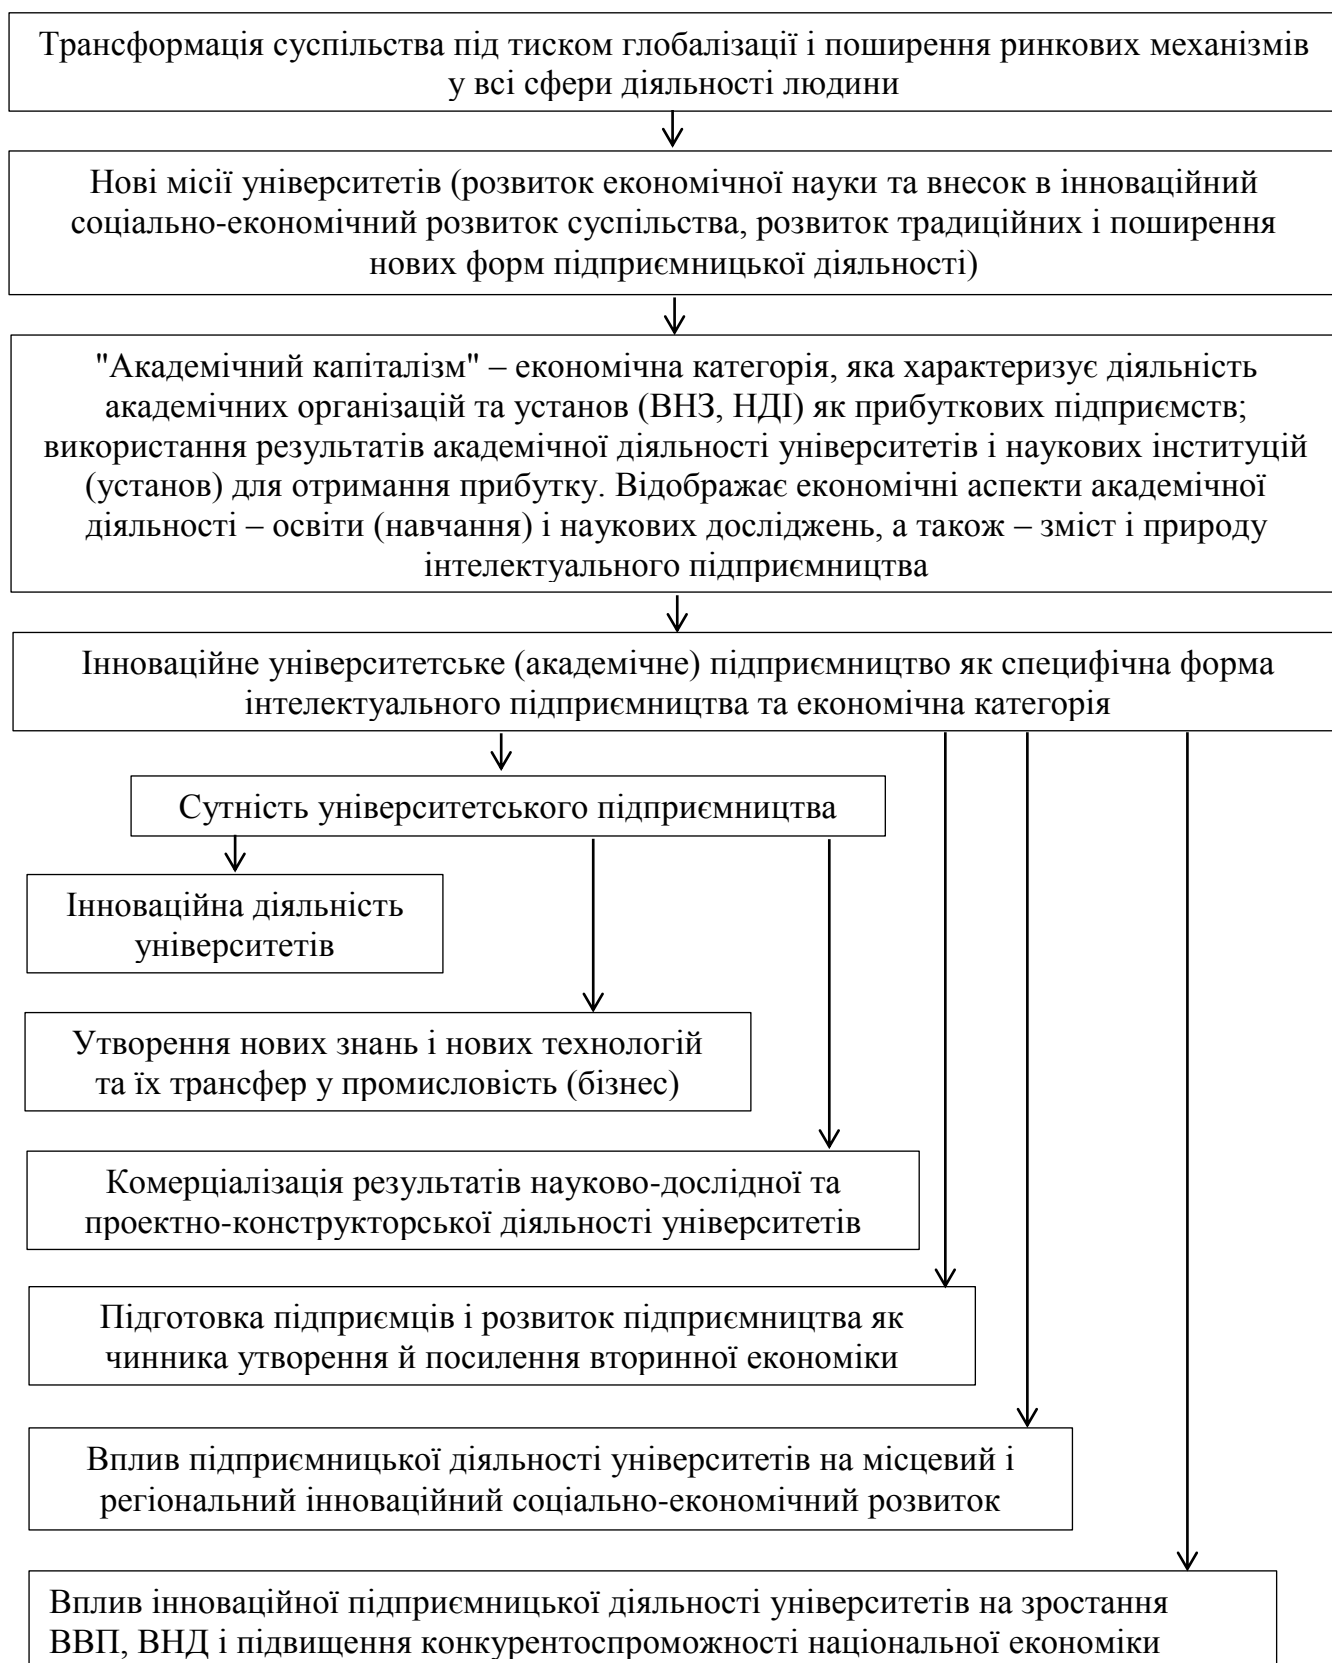 Трансформація суспільства під тиском глобалізації і поширення ринкових механізмів
у всі сфери діяльності людини
Нові місії університетів (розвиток економічної науки та внесок в інноваційний
соціально-економічний розвиток суспільства, розвиток традиційних і поширення
нових форм підприємницької діяльності)
"Академічний капіталізм" – економічна категорія, яка характеризує діяльність
академічних організацій та установ (ВНЗ, НДІ) як прибуткових підприємств;
використання результатів академічної діяльності університетів і наукових інституцій
(установ) для отримання прибутку. Відображає економічні аспекти академічної
діяльності – освіти (навчання) і наукових досліджень, а також – зміст і природу
інтелектуального підприємництва
Інноваційне університетське (академічне) підприємництво як специфічна форма
інтелектуального підприємництва та економічна категорія
Сутність університетського підприємництва
Інноваційна діяльність
університетів
Утворення нових знань і нових технологій
та їх трансфер у промисловість (бізнес)
Комерціалізація результатів науково-дослідної та
проектно-конструкторської діяльності університетів
Підготовка підприємців і розвиток підприємництва як
чинника утворення й посилення вторинної економіки
Вплив підприємницької діяльності університетів на місцевий і
регіональний інноваційний соціально-економічний розвиток
Вплив інноваційної підприємницької діяльності університетів на зростання
ВВП, ВНД і підвищення конкурентоспроможності національної економіки